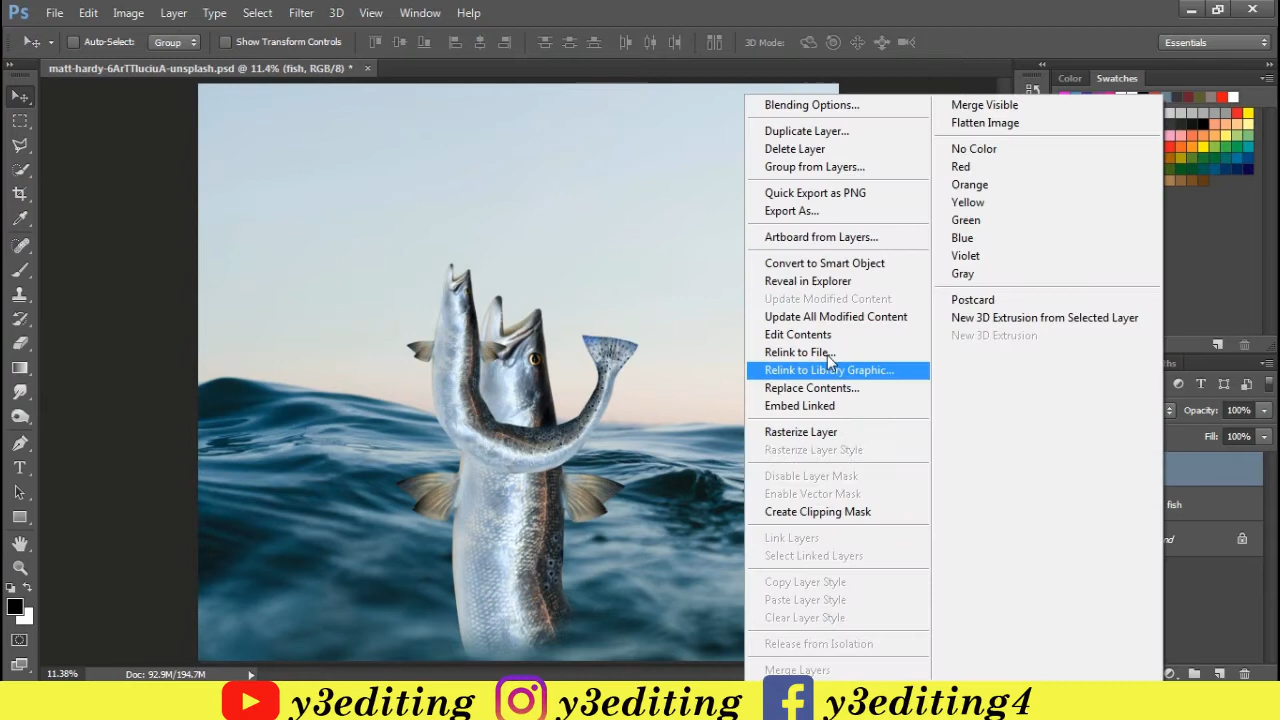 Ps File Edit Image Layer Type Select Filter 3D View Window Help
Auto-Select: Group Show Transform Controls 3D Mode: Essentials
matt-hardy-6ArTTluciuA-unsplash.psd @ 11.4% (fish, RGB/8) * ×
Color Swatches
Blending Options...
Duplicate Layer...
Delete Layer
Group from Layers...
Quick Export as PNG
Export As...
Artboard from Layers...
Convert to Smart Object
Reveal in Explorer
Update Modified Content
Update All Modified Content
Edit Contents
Relink to File...
Relink to Library Graphic...
Replace Contents...
Embed Linked
Rasterize Layer
Rasterize Layer Style
Disable Layer Mask
Enable Vector Mask
Create Clipping Mask
Link Layers
Select Linked Layers
Copy Layer Style
Paste Layer Style
Clear Layer Style
Release from Isolation
Merge Layers
Merge Visible
Flatten Image
No Color
Red
Orange
Yellow
Green
Blue
Violet
Gray
Postcard
New 3D Extrusion from Selected Layer
New 3D Extrusion
Opacity: 100%
Fill: 100%
fish
11.38% Doc: 92.9M/194.7M
y3editing y3editing y3editing4